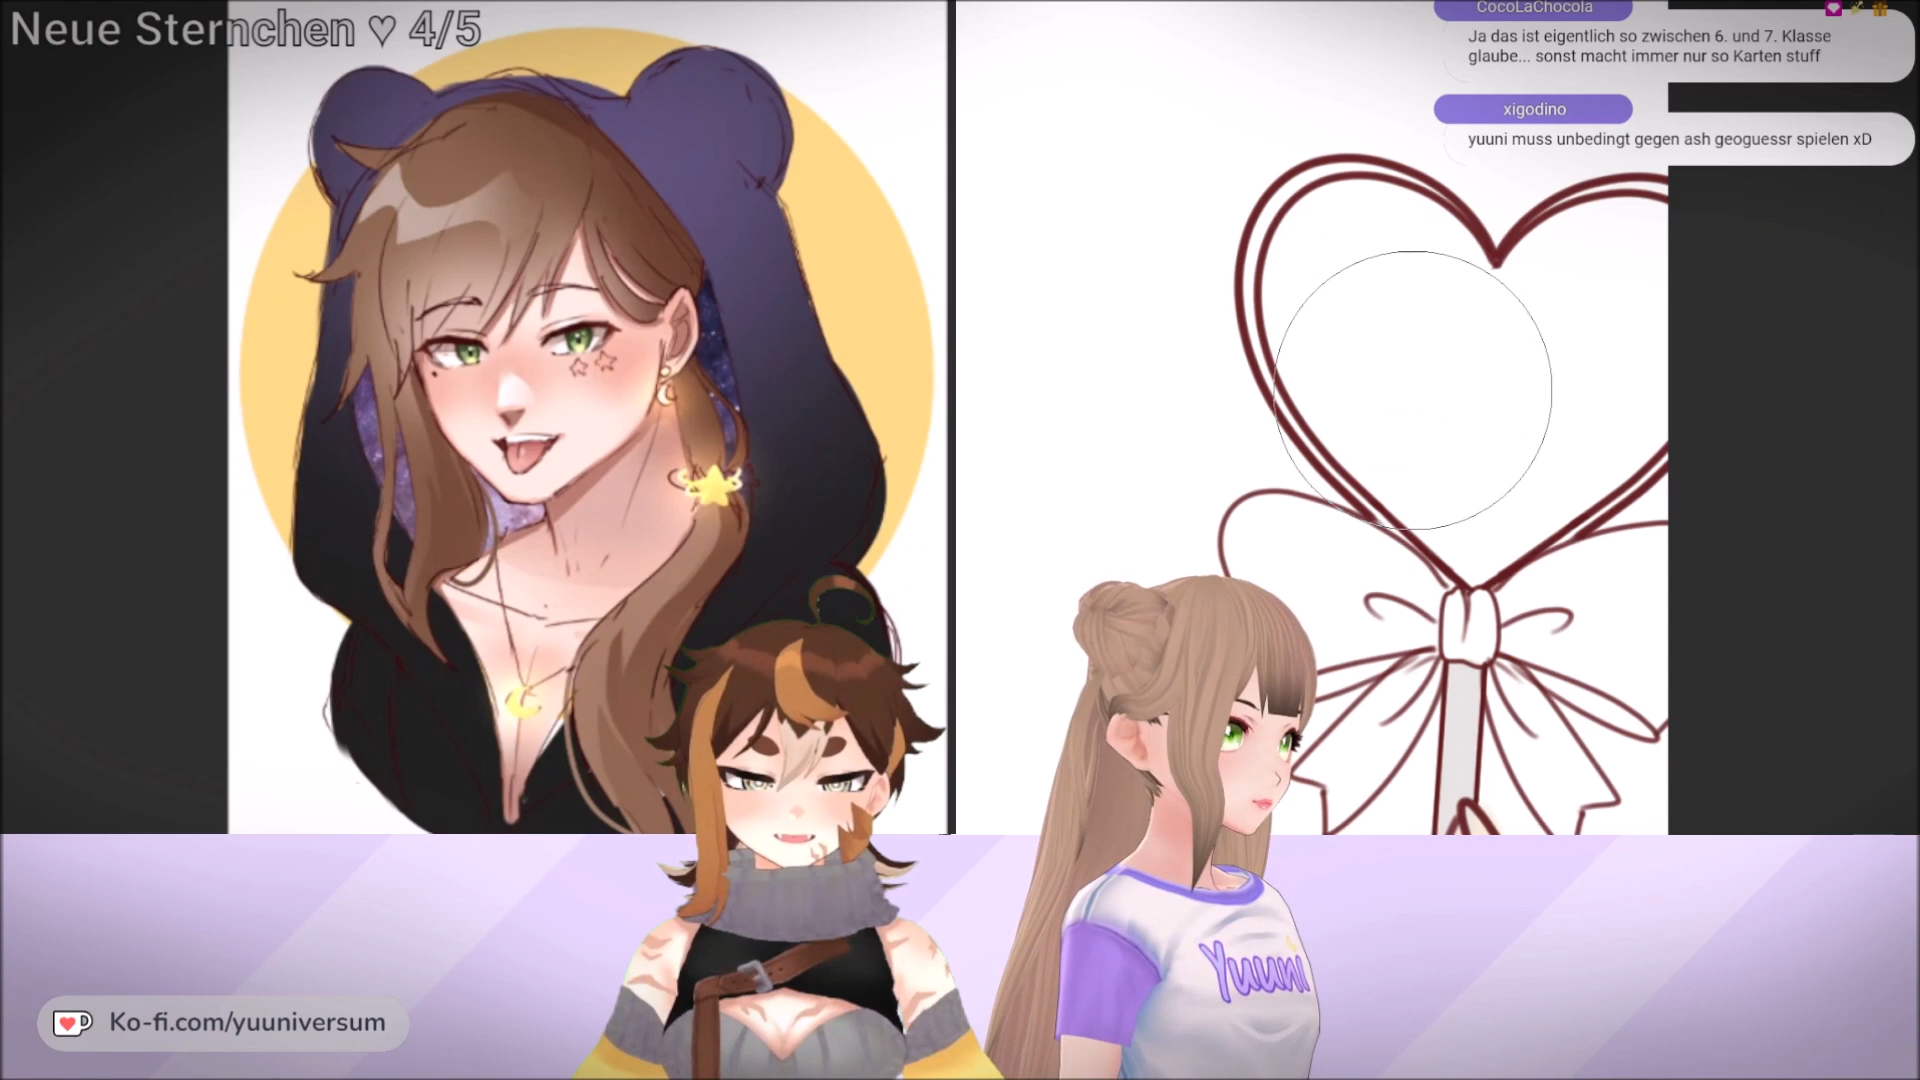 Neue Sternchen ♡ 4/5
CocoLaChocola
Ja das ist eigentlich so zwischen 6. und 7. Klasse
glaube... sonst macht immer nur so Karten stuff
xigodino
yuuni muss unbedingt gegen ash geoguessr spielen xD
Yuuni
Ko-fi.com/yuuniversum